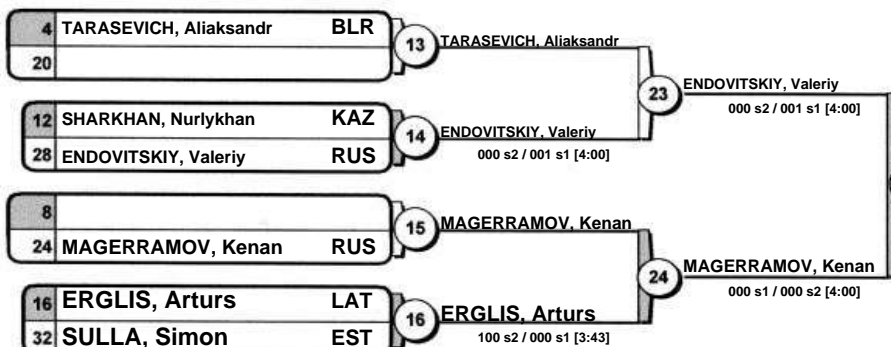 4 TARASEVICH, Aliaksandr BLR
20
13 TARASEVICH, Aliaksandr
12 SHARKHAN, Nurlykhan KAZ
28 ENDOVITSKIY, Valeriy RUS
14 ENDOVITSKIY, Valeriy
000 s2 / 001 s1 [4:00]
23 ENDOVITSKIY, Valeriy
000 s2 / 001 s1 [4:00]
8
24 MAGERRAMOV, Kenan RUS
15 MAGERRAMOV, Kenan
16 ERGLIS, Arturs LAT
32 SULLA, Simon EST
16 ERGLIS, Arturs
100 s2 / 000 s1 [3:43]
24 MAGERRAMOV, Kenan
000 s1 / 000 s2 [4:00]